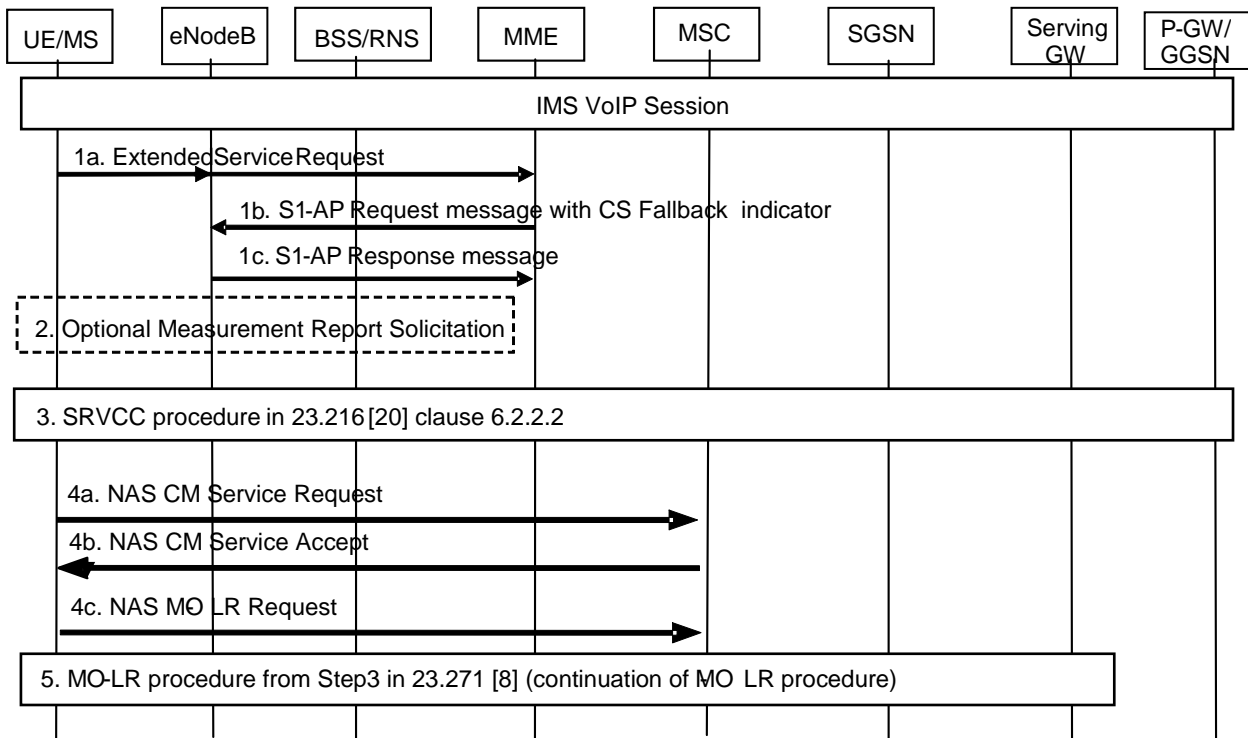 UE/MS
eNodeB
BSS/RNS
MME
MSC
SGSN
Serving
GW
P-GW/
GGSN
IMS VoIP Session
1a. Extended Service Request
1b. S1-AP Request message with CS Fallback indicator
1c. S1-AP Response message
2. Optional Measurement Report Solicitation
3. SRVCC procedure in 23.216 [20] clause 6.2.2.2
4a. NAS CM Service Request
4b. NAS CM Service Accept
4c. NAS MO-LR Request
5. MO-LR procedure from Step3 in 23.271 [8] (continuation of MO-LR procedure)